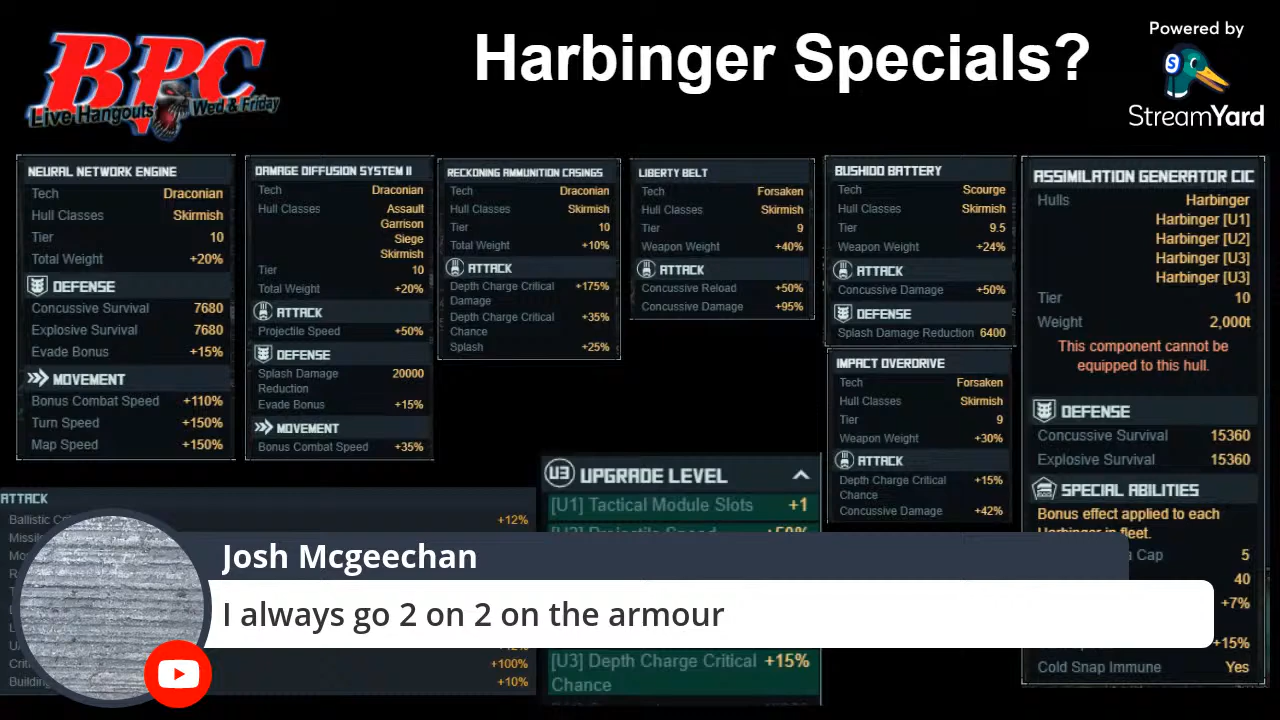 BPC
Live Hangouts Wed & Friday
Harbinger Specials?
Powered by
S
StreamYard
NEURAL NETWORK ENGINE
Tech Draconian
Hull Classes Skirmish
Tier 10
Total Weight +20%
DEFENSE
Concussive Survival 7680
Explosive Survival 7680
Evade Bonus +15%
MOVEMENT
Bonus Combat Speed +110%
Turn Speed +150%
Map Speed +150%
DAMAGE DIFFUSION SYSTEM II
Tech Draconian
Hull Classes Assault
Garrison
Siege
Skirmish
Tier 10
Total Weight +20%
ATTACK
Projectile Speed +50%
DEFENSE
Splash Damage 20000
Reduction
Evade Bonus +15%
MOVEMENT
Bonus Combat Speed +35%
RECKONING AMMUNITION CASINGS
Tech Draconian
Hull Classes Skirmish
Tier 10
Total Weight +10%
ATTACK
Depth Charge Critical +175%
Damage
Depth Charge Critical +35%
Chance
Splash +25%
LIBERTY BELT
Tech Forsaken
Hull Classes Skirmish
Tier 9
Weapon Weight +40%
ATTACK
Concussive Reload +50%
Concussive Damage +95%
BUSHIDO BATTERY
Tech Scourge
Hull Classes Skirmish
Tier 9.5
Weapon Weight +24%
ATTACK
Concussive Damage +50%
DEFENSE
Splash Damage Reduction 6400
IMPACT OVERDRIVE
Tech Forsaken
Hull Classes Skirmish
Tier 9
Weapon Weight +30%
ATTACK
Depth Charge Critical +15%
Chance
Concussive Damage +42%
ASSIMILATION GENERATOR CIC
Hulls Harbinger
Harbinger [U1]
Harbinger [U2]
Harbinger [U3]
Harbinger [U3]
Tier 10
Weight 2,000t
This component cannot be
equipped to this hull.
DEFENSE
Concussive Survival 15360
Explosive Survival 15360
SPECIAL ABILITIES
Bonus effect applied to each
Harbinger in fleet.
Cap 5
40
+7%
+15%
Cold Snap Immune Yes
ATTACK
Ballistic +12%
U3 UPGRADE LEVEL
[U1] Tactical Module Slots +1
[U3] Depth Charge Critical +15%
Chance
+100%
Building +10%
Josh Mcgeechan
I always go 2 on 2 on the armour